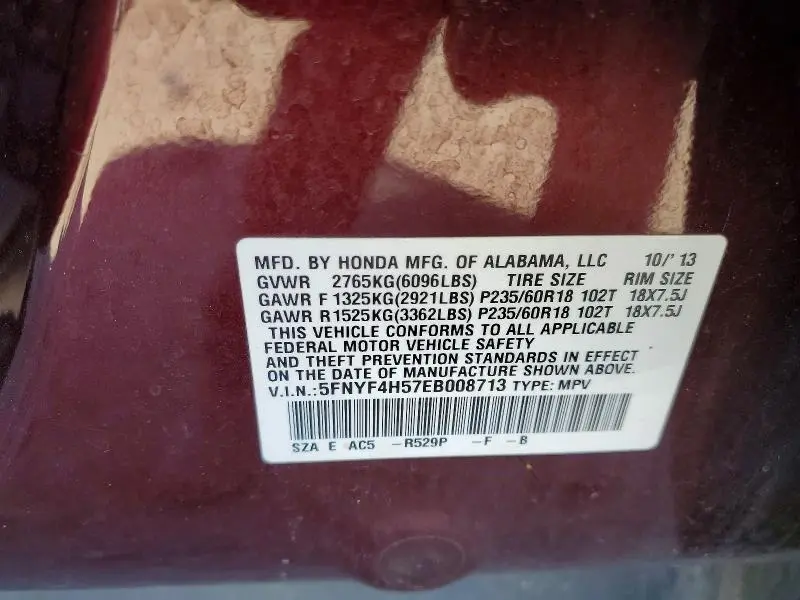 MFD. BY HONDA MFG. OF ALABAMA, LLC 10/'13
GVWR 2765KG(6096LBS) TIRE SIZE RIM SIZE
GAWR F 1325KG(2921LBS) P235/60R18 102T 18X7.5J
GAWR R 1525KG(3362LBS) P235/60R18 102T 18X7.5J
THIS VEHICLE CONFORMS TO ALL APPLICABLE
FEDERAL MOTOR VEHICLE SAFETY
AND THEFT PREVENTION STANDARDS IN EFFECT
ON THE DATE OF MANUFACTURE SHOWN ABOVE.
V.I.N.:5FNYF4H57EB008713 TYPE: MPV
SZA E AC5 -R529P -F -B